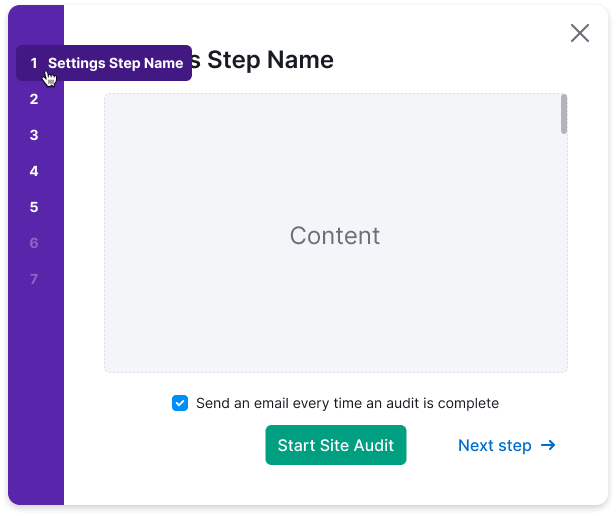 1 Settings Step Name
s Step Name
2
3
4
5
6
7
Content
Send an email every time an audit is complete
Start Site Audit
Next step →